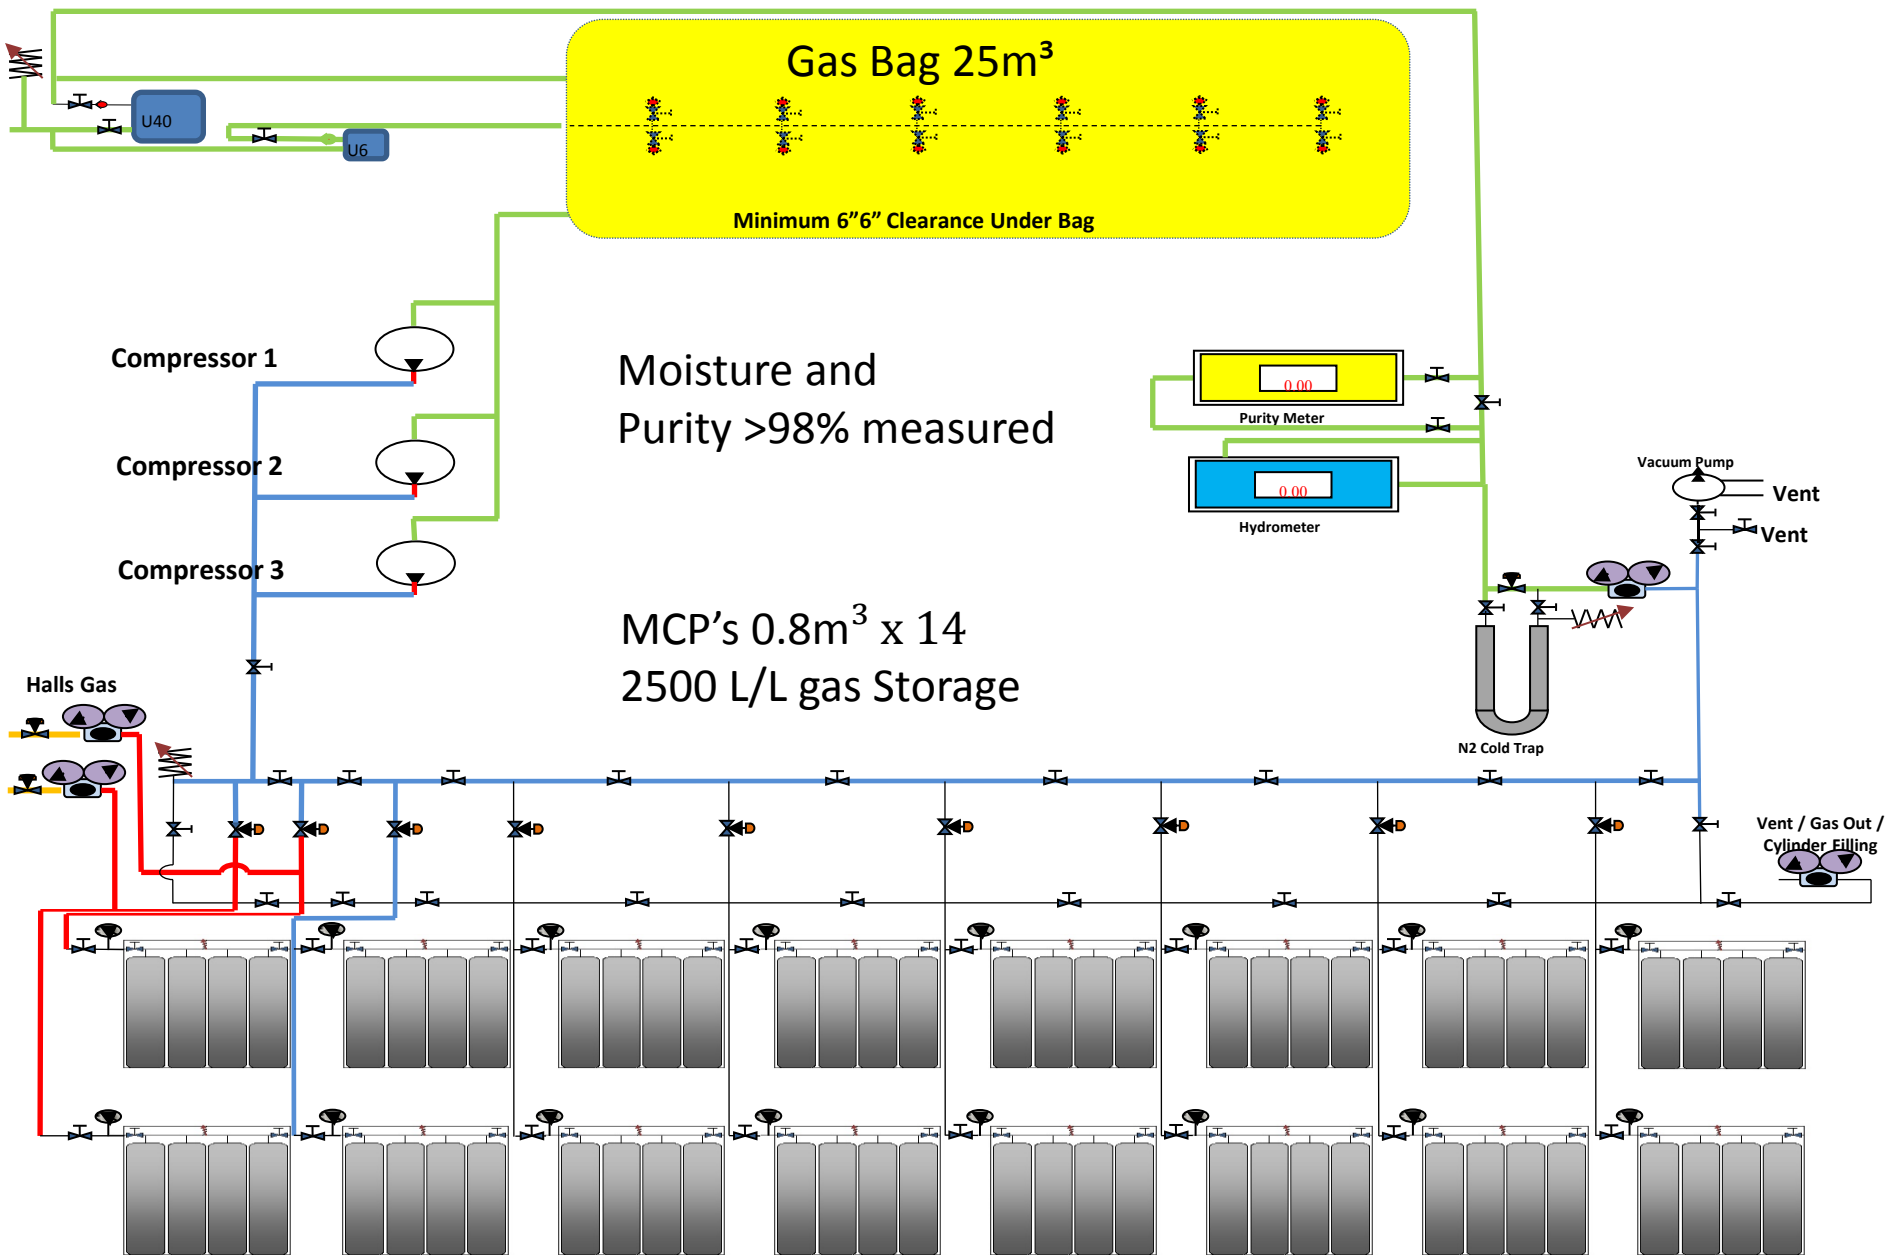 Gas Bag 25m³
U40
U6
Minimum 6”6” Clearance Under Bag
Compressor 1
Moisture and
Purity >98% measured
0.00
Purity Meter
Compressor 2
Vacuum Pump
0.00
Vent
Hydrometer
Vent
Compressor 3
MCP’s 0.8m³ x 14
2500 L/L gas Storage
Halls Gas
N2 Cold Trap
Vent / Gas Out /
Cylinder Filling